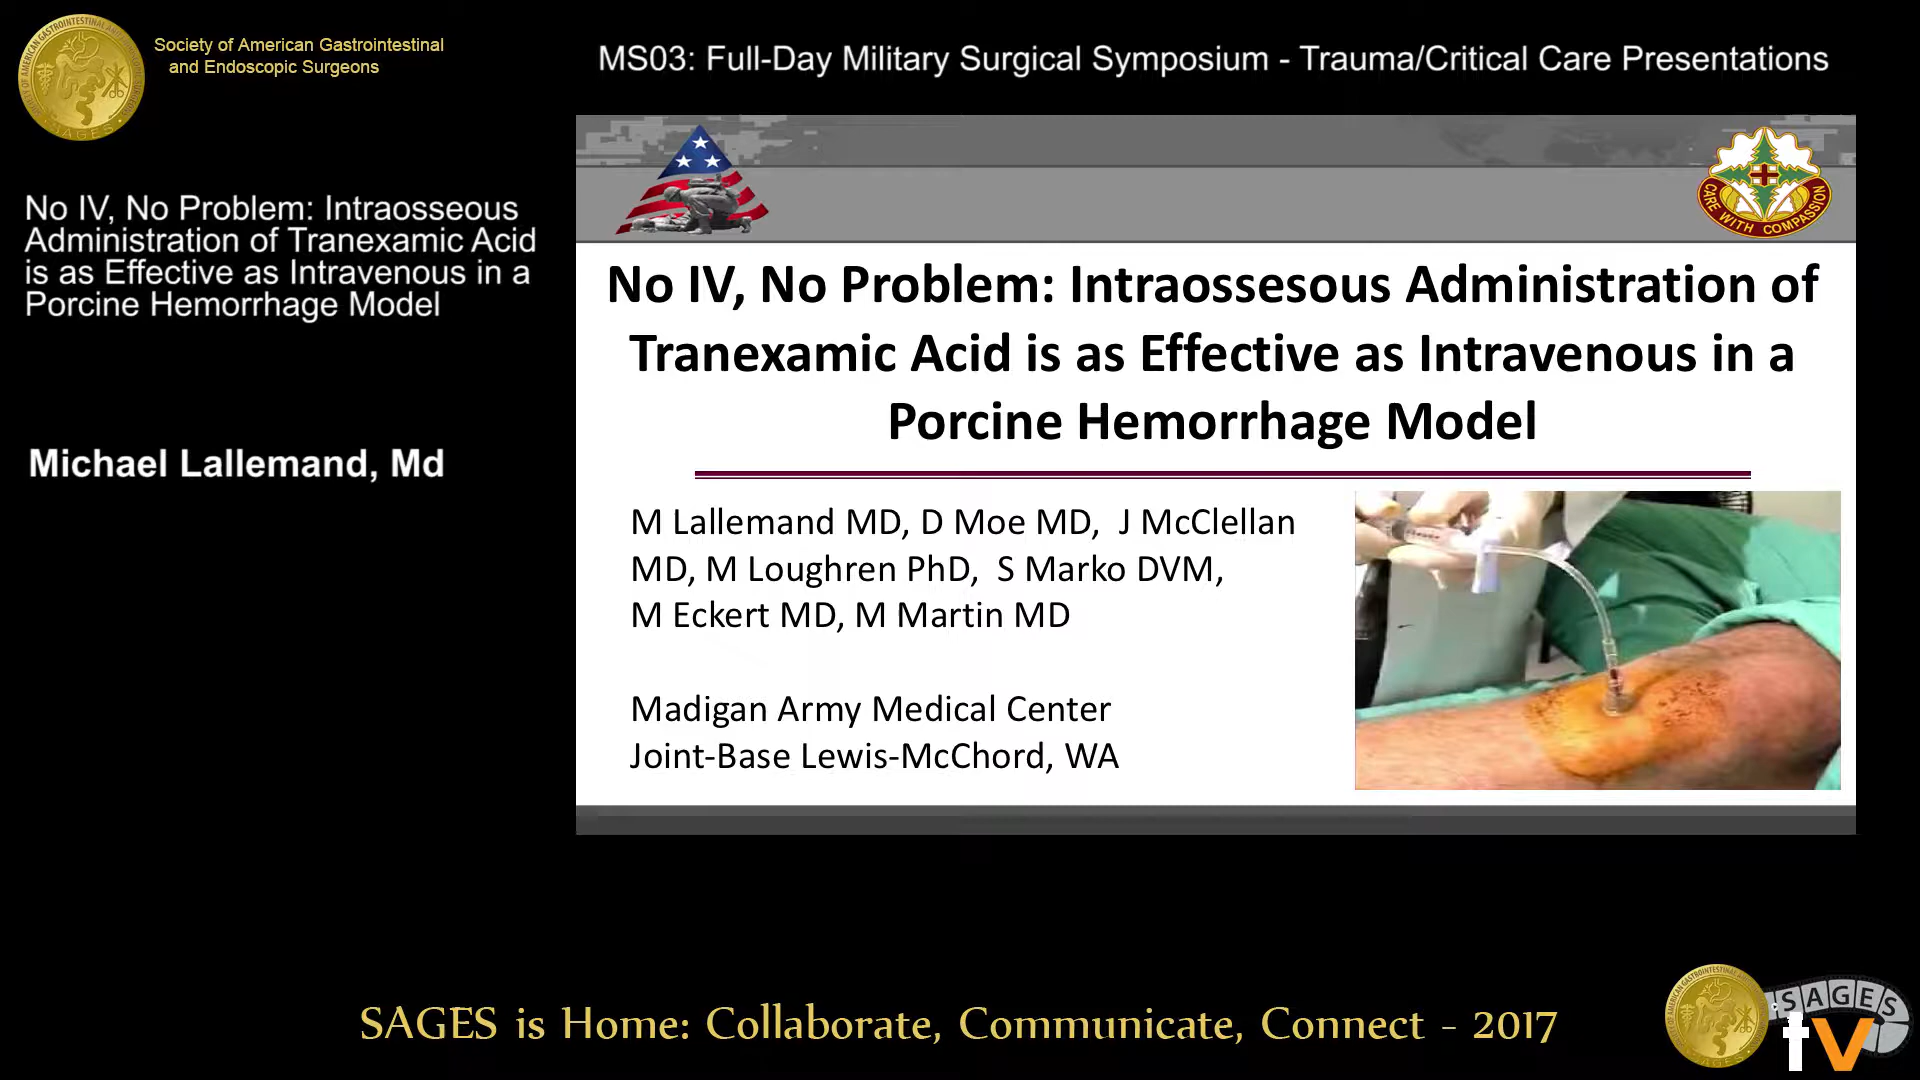 Society of American Gastrointestinal
and Endoscopic Surgeons
MS03: Full-Day Military Surgical Symposium - Trauma/Critical Care Presentations
No IV, No Problem: Intraosseous
Administration of Tranexamic Acid
is as Effective as Intravenous in a
Porcine Hemorrhage Model
Michael Lallemand, Md
CARE WITH COMPASSION
No IV, No Problem: Intraossesous Administration of
Tranexamic Acid is as Effective as Intravenous in a
Porcine Hemorrhage Model
M Lallemand MD, D Moe MD, J McClellan
MD, M Loughren PhD, S Marko DVM,
M Eckert MD, M Martin MD
Madigan Army Medical Center
Joint-Base Lewis-McChord, WA
SAGES is Home: Collaborate, Communicate, Connect - 2017
SAGES
tv